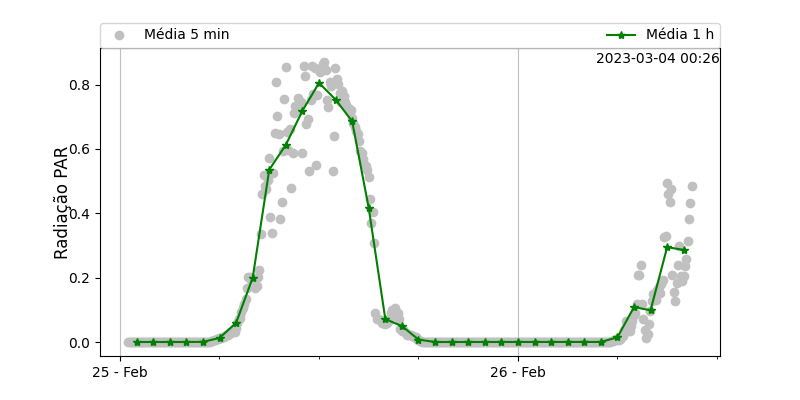 Média 5 min
Média 1 h
2023-03-04 00:26
0.8
0.6
0.4
0.2
0.0
Radiação PAR
25 - Feb
26 - Feb